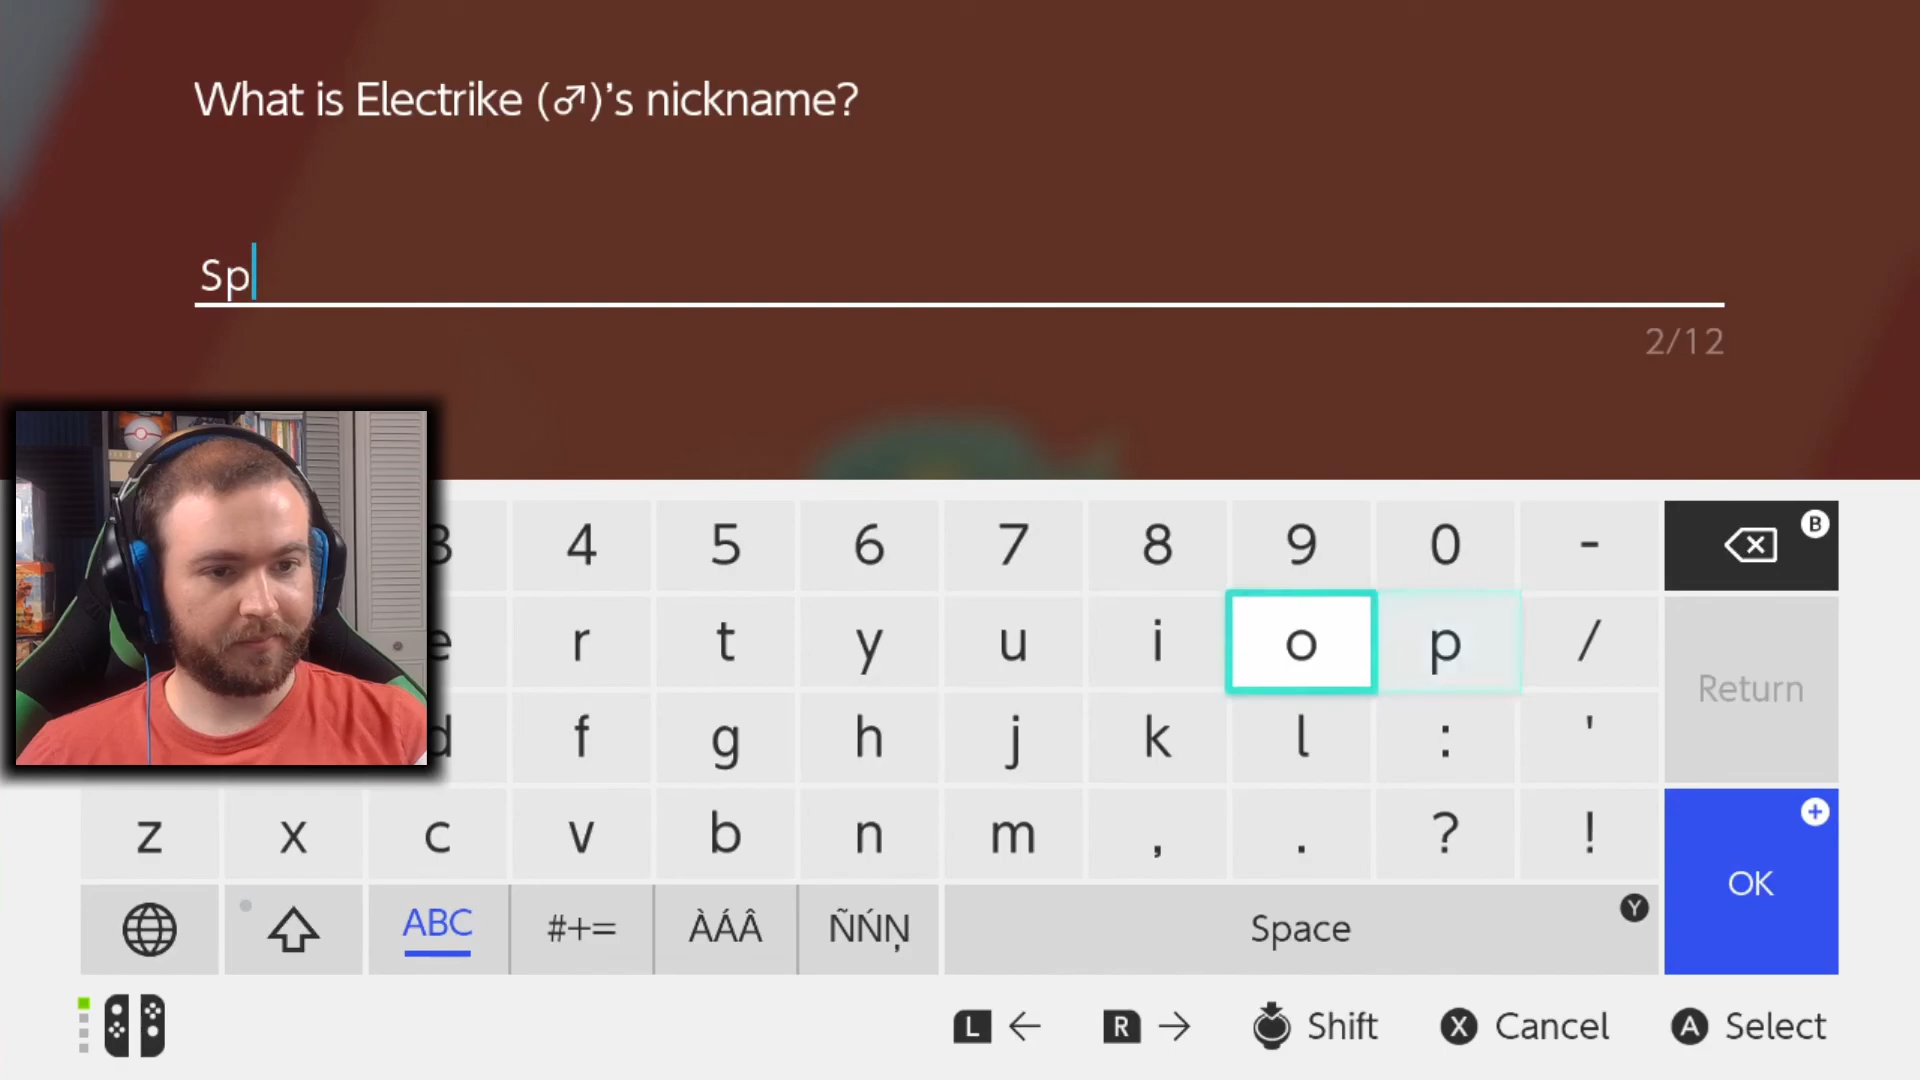 What is Electrike (♂)'s nickname?
Sp
2/12
3 4 5 6 7 8 9 0 - B
e r t y u i o p / Return
d f g h j k l : '
z x c v b n m , . ? ! +
ABC #+= ÀÁÂ ÑŃŅ Space Y OK
L ← R → Shift X Cancel A Select